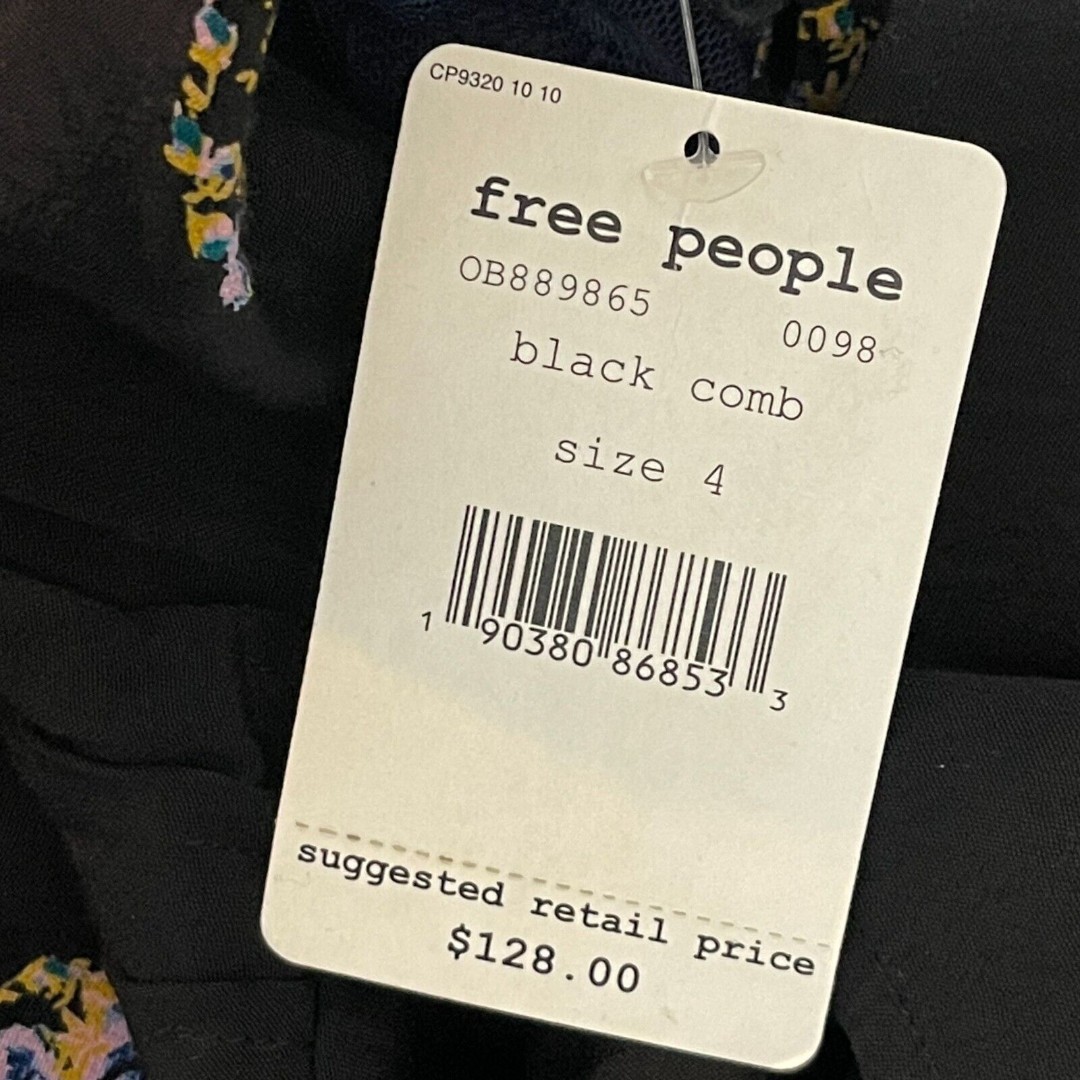 CP9320 10 10
free people
OB889865 0098
black comb
size 4
1 90380 86853 3
suggested retail price
$128.00